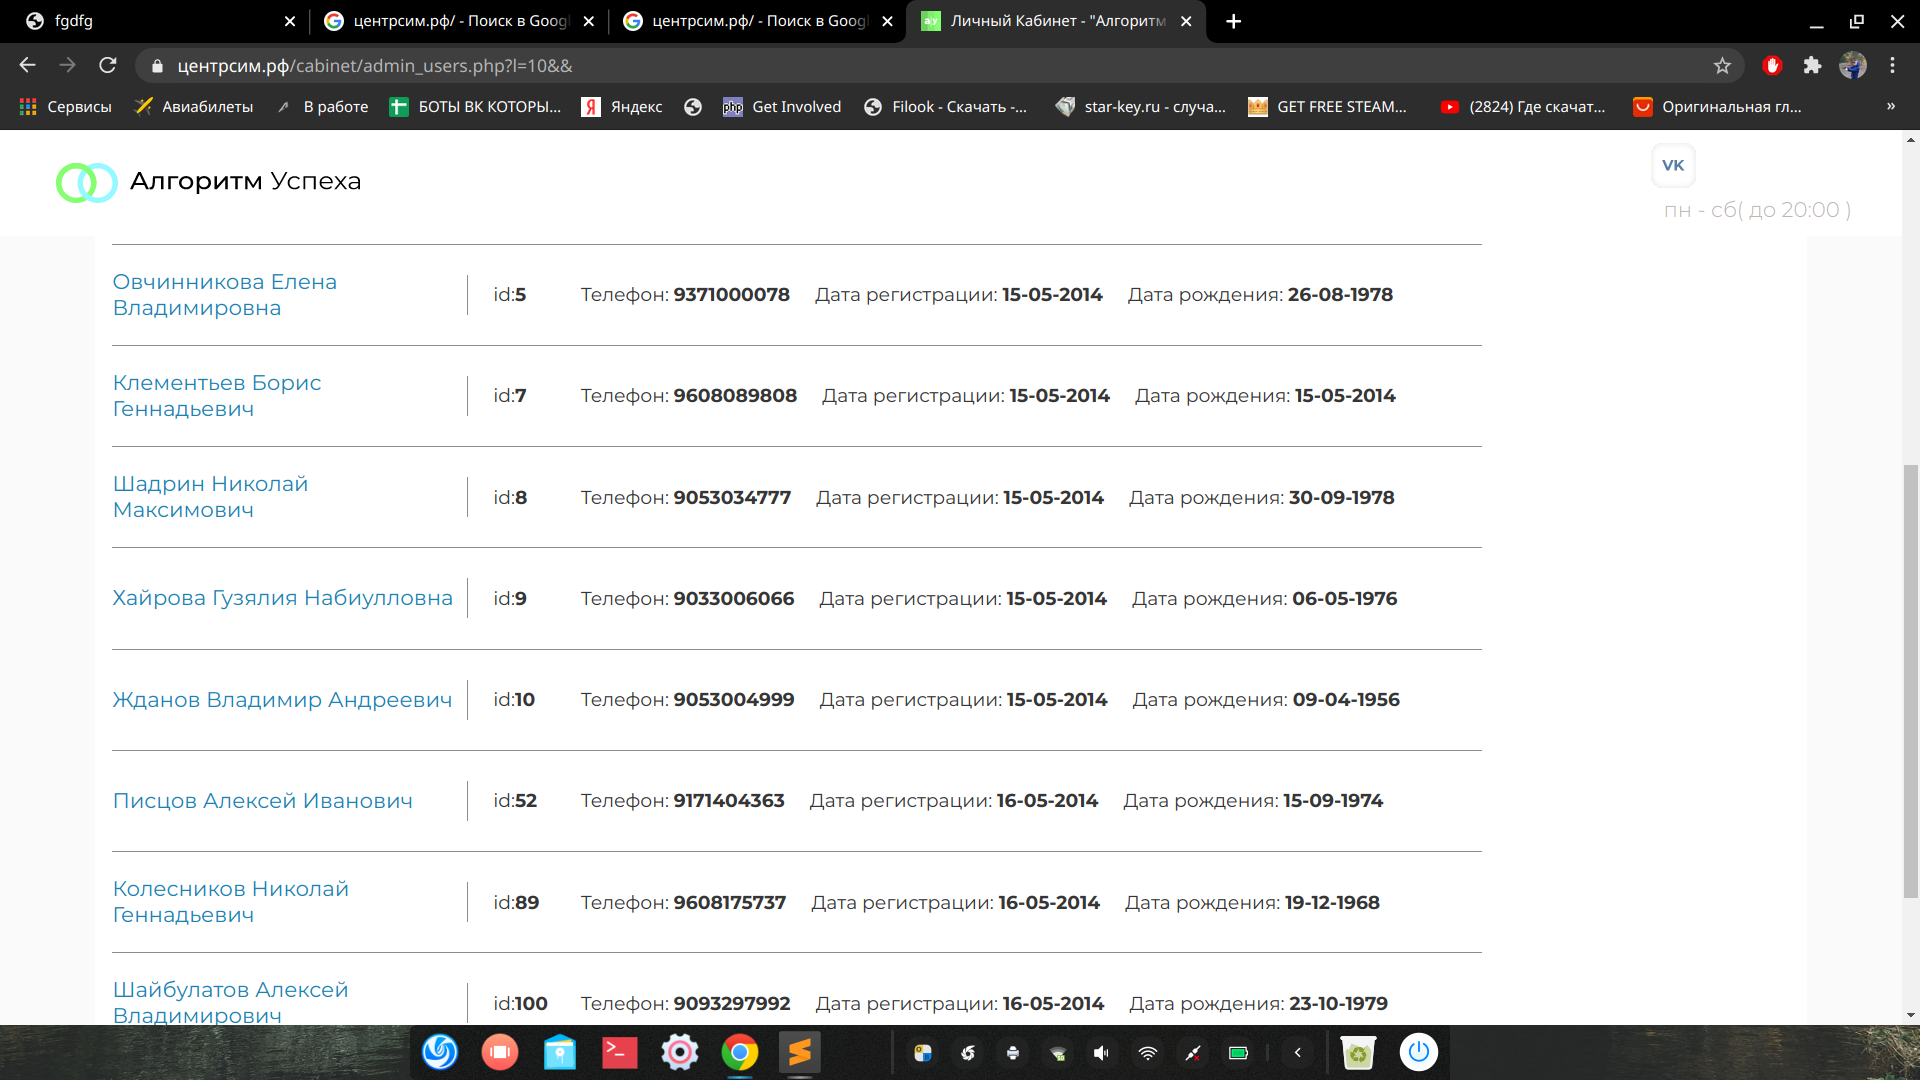 fgdfg
центрсим.рф/ - Поиск в Goog
центрсим.рф/ - Поиск в Goog
Личный Кабинет - "Алгоритм
центрсим.рф/cabinet/admin_users.php?l=10&&
Сервисы Авиабилеты В работе БОТЫ ВК КОТОРЫ... Яндекс Get Involved Filook - Скачать -... star-key.ru - случа... GET FREE STEAM... (2824) Где скачат... Оригинальная гл... »
Алгоритм Успеха
VK
пн - сб( до 20:00 )
Овчинникова Елена
Владимировна
id:5 Телефон: 9371000078 Дата регистрации: 15-05-2014 Дата рождения: 26-08-1978
Клементьев Борис
Геннадьевич
id:7 Телефон: 9608089808 Дата регистрации: 15-05-2014 Дата рождения: 15-05-2014
Шадрин Николай
Максимович
id:8 Телефон: 9053034777 Дата регистрации: 15-05-2014 Дата рождения: 30-09-1978
Хайрова Гузялия Набиулловна id:9 Телефон: 9033006066 Дата регистрации: 15-05-2014 Дата рождения: 06-05-1976
Жданов Владимир Андреевич id:10 Телефон: 9053004999 Дата регистрации: 15-05-2014 Дата рождения: 09-04-1956
Писцов Алексей Иванович id:52 Телефон: 9171404363 Дата регистрации: 16-05-2014 Дата рождения: 15-09-1974
Колесников Николай
Геннадьевич
id:89 Телефон: 9608175737 Дата регистрации: 16-05-2014 Дата рождения: 19-12-1968
Шайбулатов Алексей
Владимирович
id:100 Телефон: 9093297992 Дата регистрации: 16-05-2014 Дата рождения: 23-10-1979